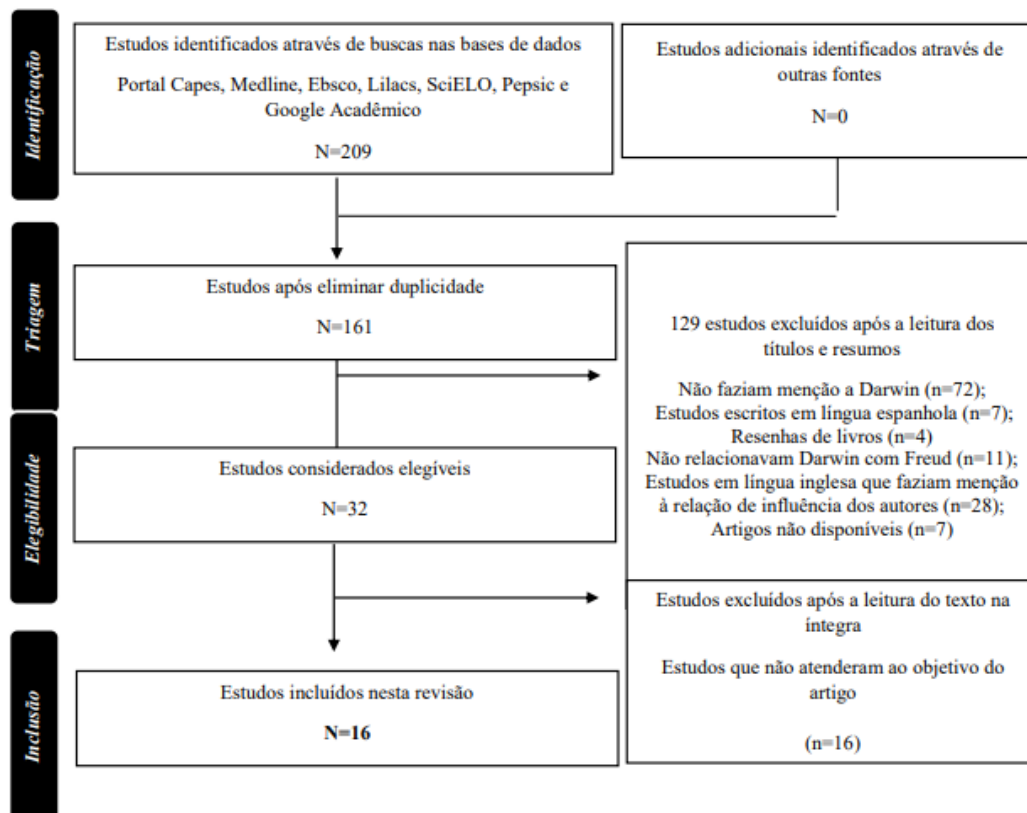 Identificação
Estudos identificados através de buscas nas bases de dados
Portal Capes, Medline, Ebsco, Lilacs, SciELO, Pepsic e
Google Acadêmico
N=209
Estudos adicionais identificados através de
outras fontes
N=0
Triagem
Estudos após eliminar duplicidade
N=161
129 estudos excluídos após a leitura dos
títulos e resumos
Não faziam menção a Darwin (n=72);
Estudos escritos em língua espanhola (n=7);
Resenhas de livros (n=4)
Não relacionavam Darwin com Freud (n=11);
Estudos em língua inglesa que faziam menção
à relação de influência dos autores (n=28);
Artigos não disponíveis (n=7)
Elegibilidade
Estudos considerados elegíveis
N=32
Estudos excluídos após a leitura do texto na
íntegra
Estudos que não atenderam ao objetivo do
artigo
(n=16)
Inclusão
Estudos incluídos nesta revisão
N=16